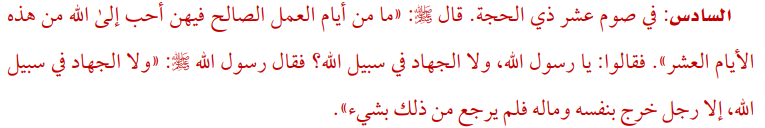 السادس: في صوم عشر ذي الحجة. قال ﷺ: «ما من أيام العمل الصالح فيهن أحب إلىٰ الله من هذه
الأيام العشر». فقالوا: يا رسول الله، ولا الجهاد في سبيل الله؟ فقال رسول الله ﷺ: «ولا الجهاد في سبيل
الله، إلا رجل خرج بنفسه وماله فلم يرجع من ذلك بشيء».